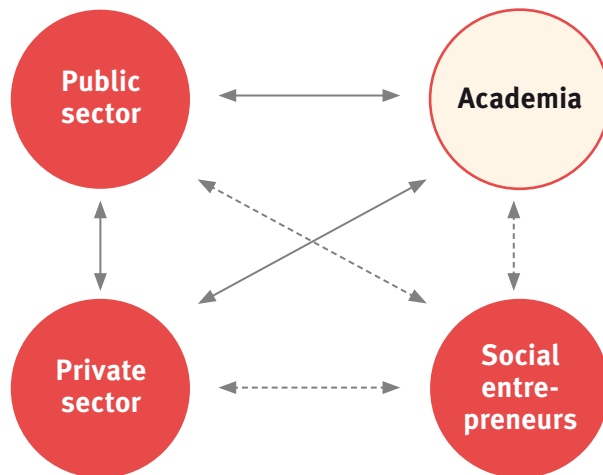 Public
sector
Academia
Private
sector
Social
entre-
preneurs